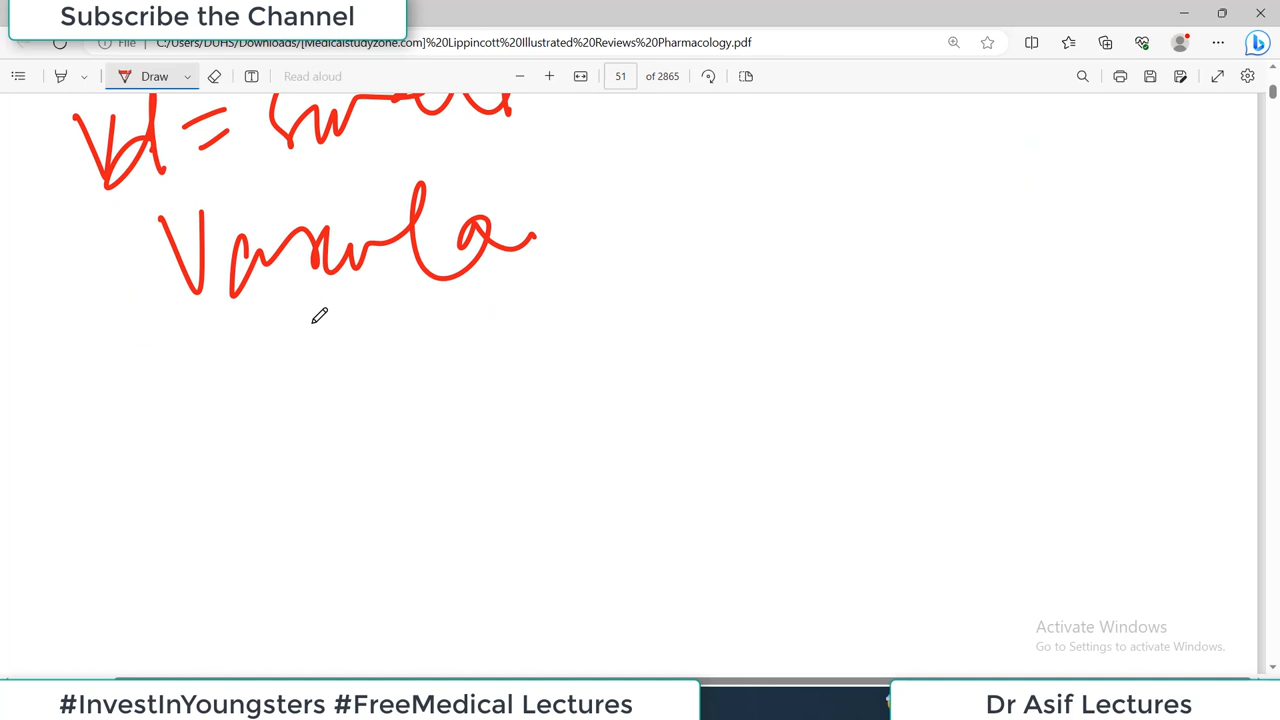 Subscribe the Channel
File C:/Users/DUHS/Downloads/[Medicalstudyzone.com]%20Lippincott%20Illustrated%20Reviews%20Pharmacology.pdf
Draw Read aloud 51 of 2865
Vd =
Vascula
Activate Windows
Go to Settings to activate Windows.
#InvestInYoungsters #FreeMedical Lectures
Dr Asif Lectures